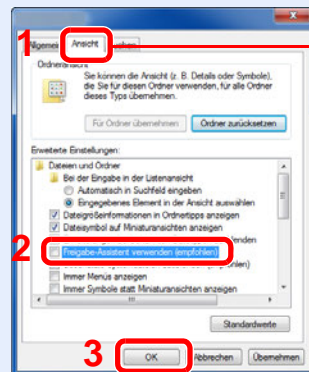 1
Allgemein Ansicht Suchen
Ordneransicht
Sie können die Ansicht (z. B. Details oder Symbole),
die Sie für diesen Ordner verwenden, für alle Ordner
dieses Typs übernehmen.
Für Ordner übernehmen Ordner zurücksetzen
Erweiterte Einstellungen:
Dateien und Ordner
Bei der Eingabe in der Listenansicht
Automatisch in Suchfeld eingeben
Eingegebenes Element in der Ansicht auswählen
Dateigrößeinformationen in Ordnertipps anzeigen
Dateisymbol auf Miniaturansichten anzeigen
2
Freigabe-Assistent verwenden (empfohlen)
Immer Menüs anzeigen
Immer Symbole statt Miniaturansichten anzeigen
Standardwerte
3
OK Abbrechen Übernehmen